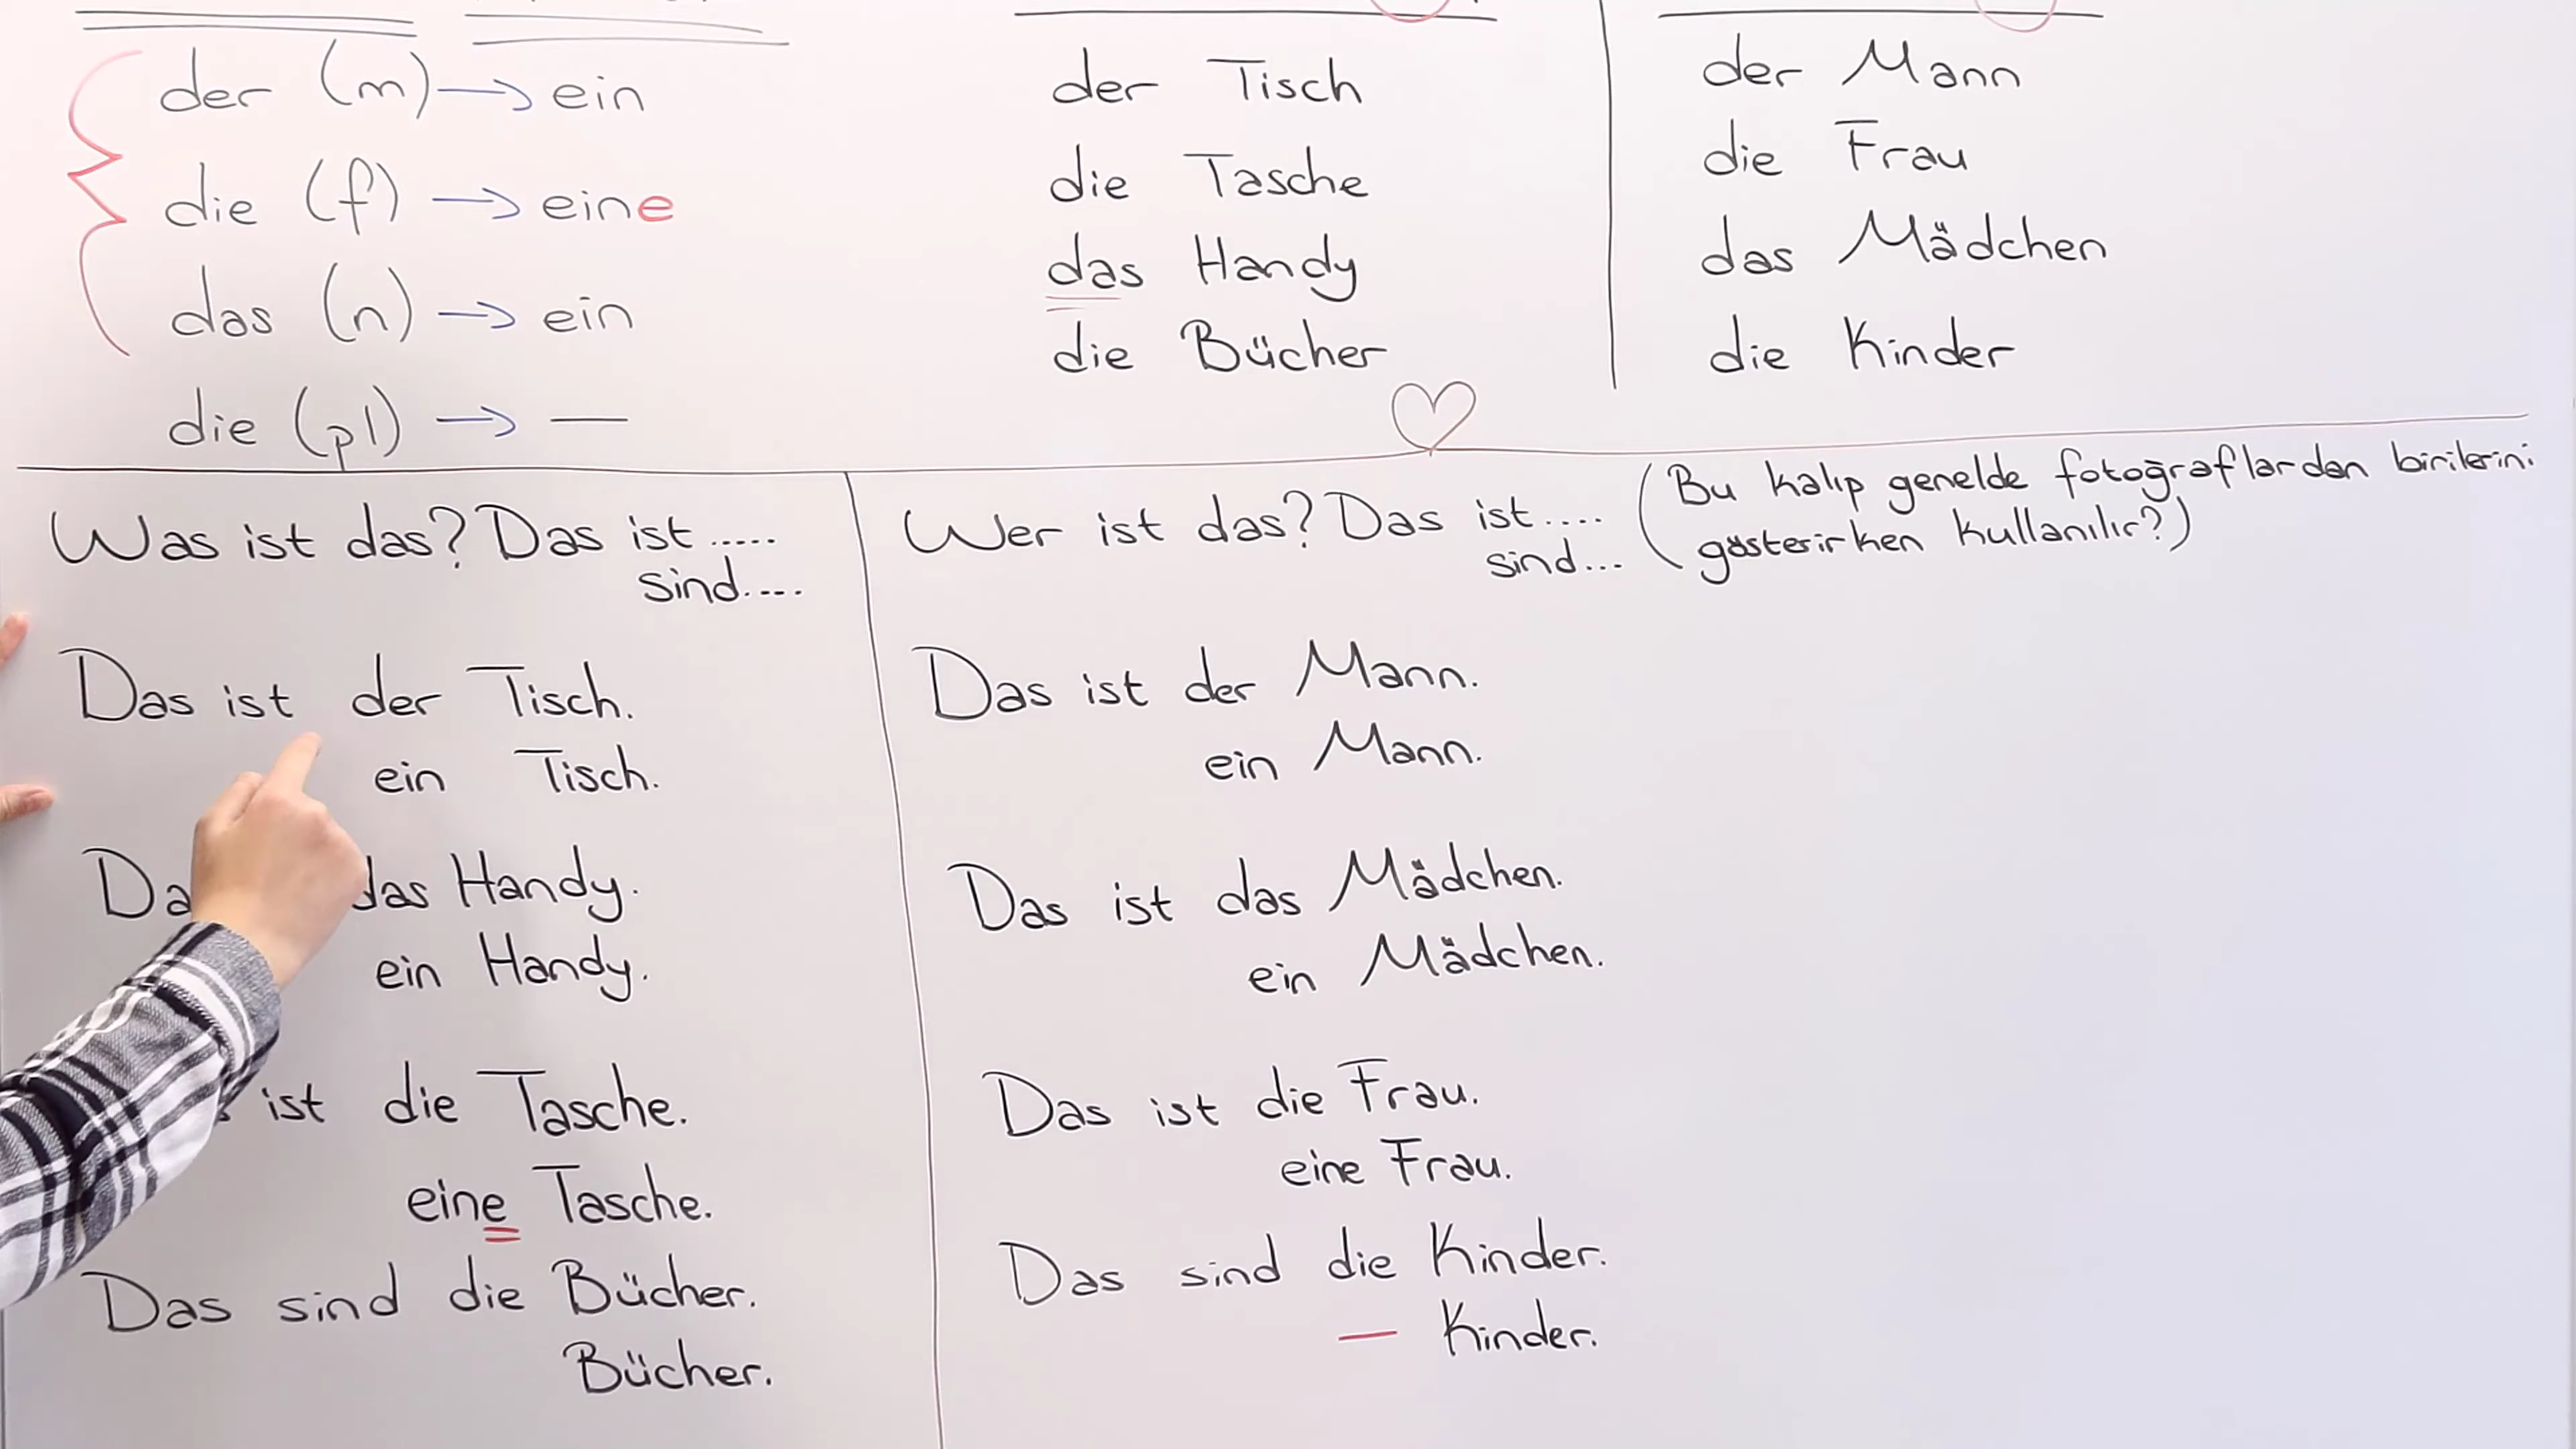 der (m) → ein
die (f) → eine
das (n) → ein
die (pl) → —
der Tisch
die Tasche
das Handy
die Bücher
der Mann
die Frau
das Mädchen
die Kinder
Was ist das? Das ist .....
sind....
Das ist der Tisch.
ein Tisch.
das Handy.
ein Handy.
ist die Tasche.
eine Tasche.
Das sind die Bücher.
Bücher.
Wer ist das? Das ist....
sind...
(Bu kalıp genelde fotoğraflardan birilerini
gösterirken kullanılır?)
Das ist der Mann.
ein Mann.
Das ist das Mädchen.
ein Mädchen.
Das ist die Frau.
eine Frau.
Das sind die Kinder.
— Kinder.